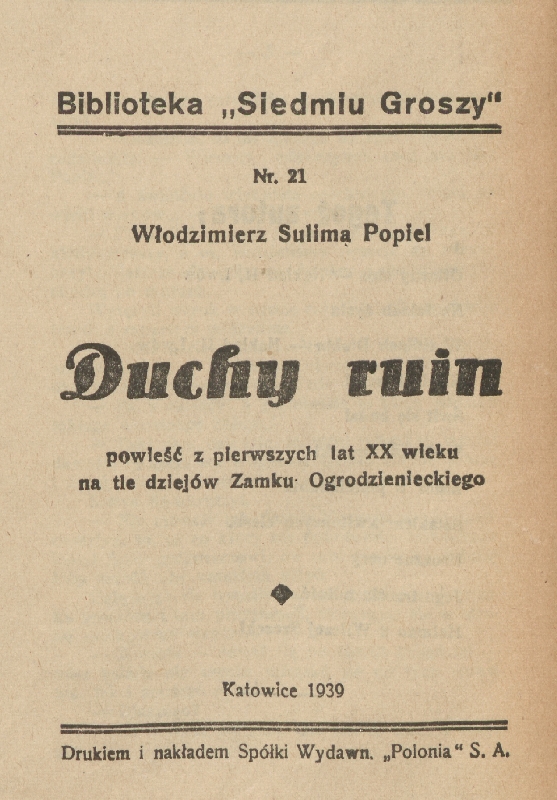 Biblioteka „Siedmiu Groszy“
Nr. 21
Włodzimierz Sulima Popiel
Duchy ruin
powieść z pierwszych lat XX wieku
na tle dziejów Zamku Ogrodzienieckiego
Katowice 1939
Drukiem i nakładem Spółki Wydawn. „Polonia“ S. A.